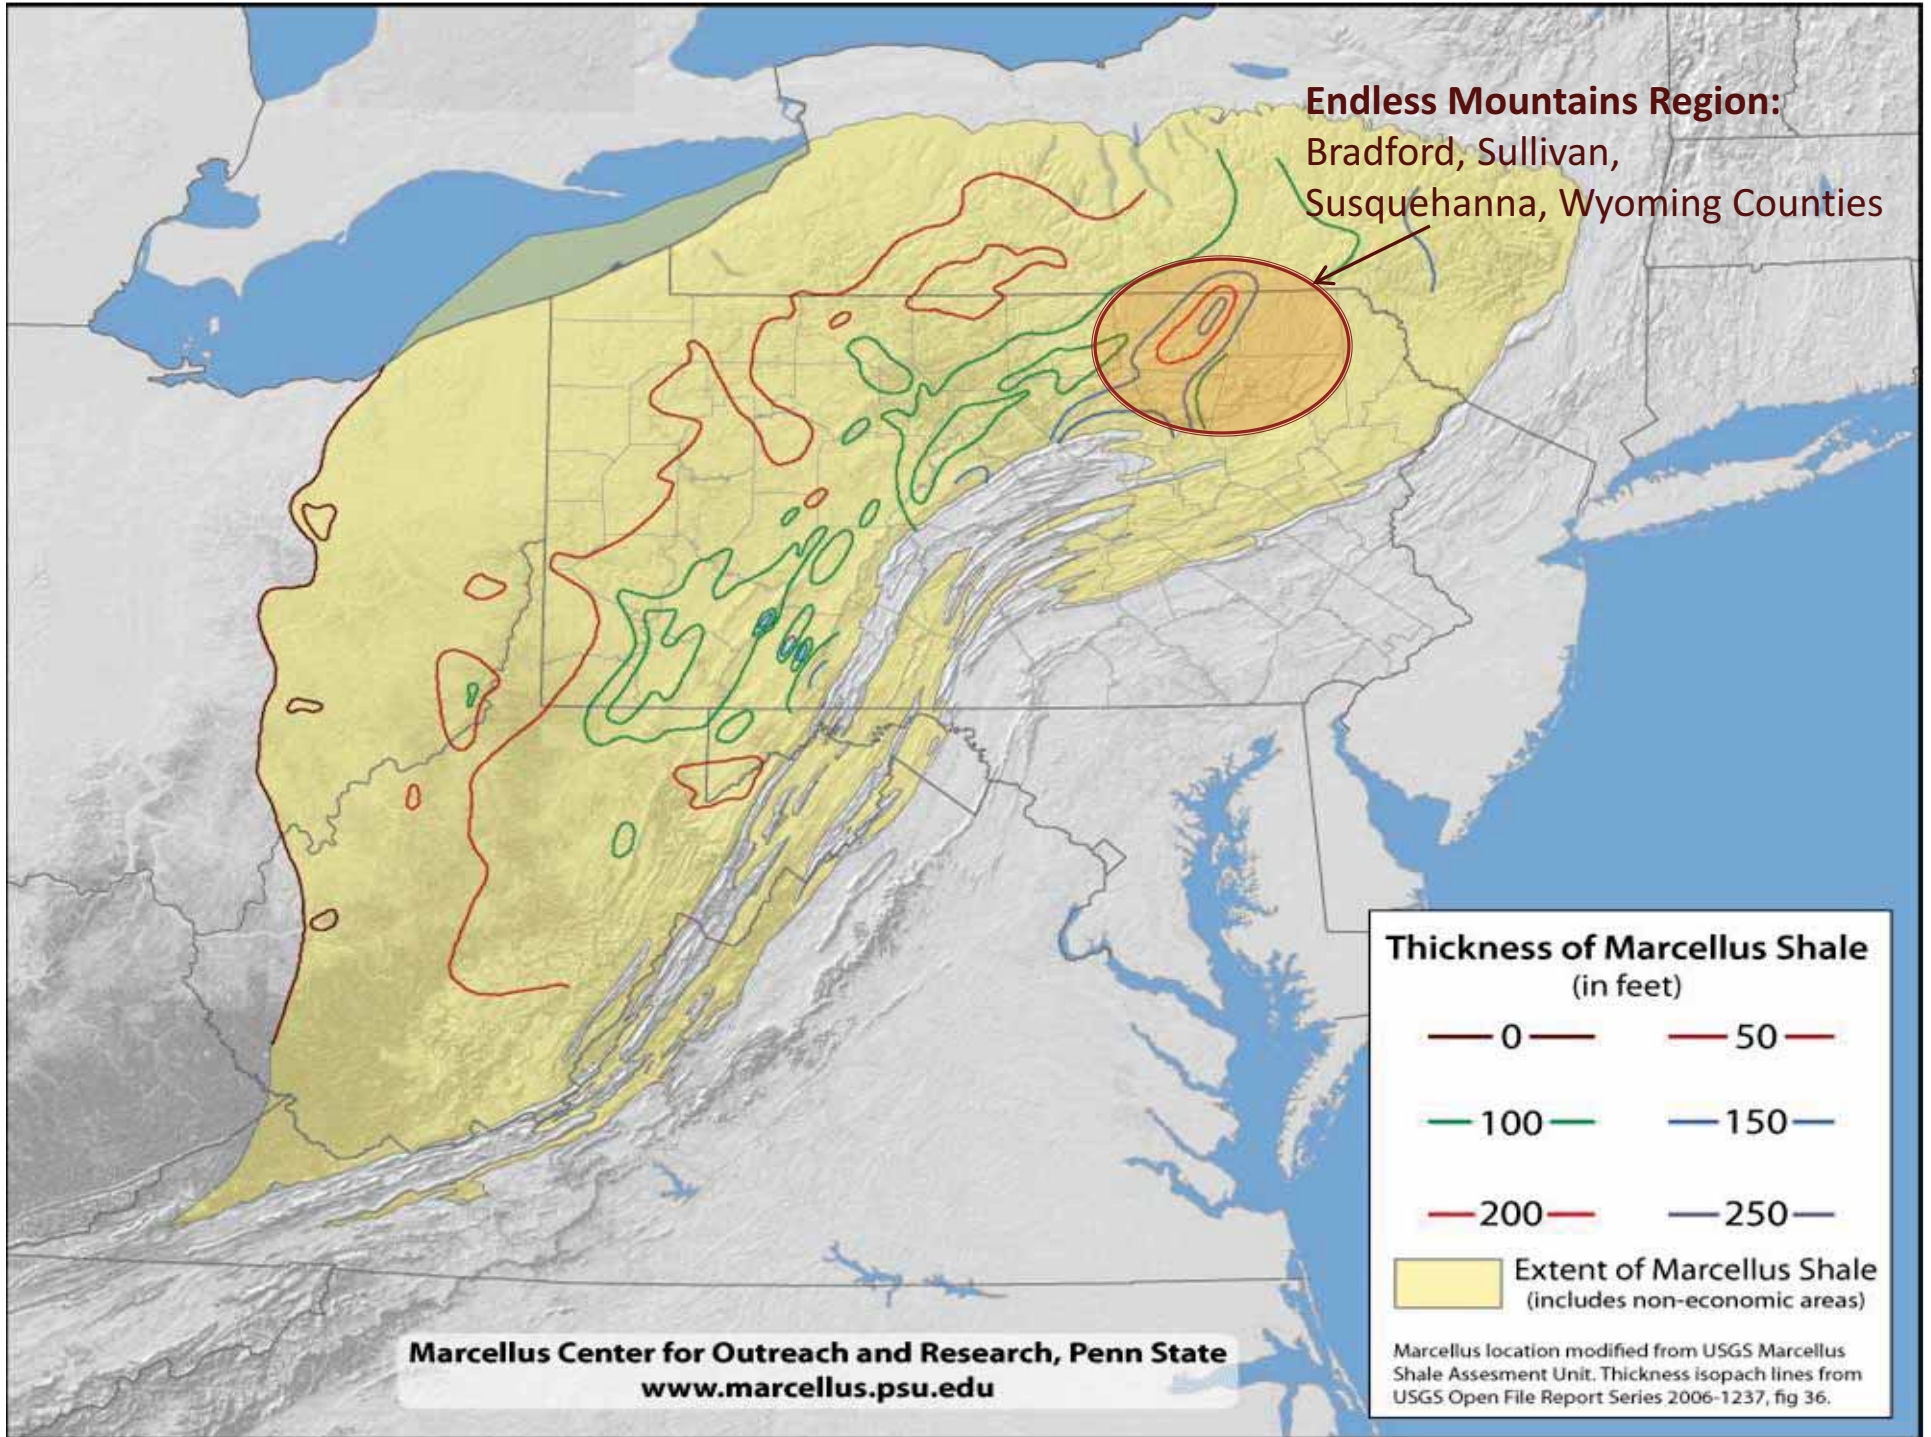 Endless Mountains Region:
Bradford, Sullivan,
Susquehanna, Wyoming Counties
Thickness of Marcellus Shale
(in feet)
0 50
100 150
200 250
Extent of Marcellus Shale
(includes non-economic areas)
Marcellus location modified from USGS Marcellus
Shale Assesment Unit. Thickness isopach lines from
USGS Open File Report Series 2006-1237, fig 36.
Marcellus Center for Outreach and Research, Penn State
www.marcellus.psu.edu